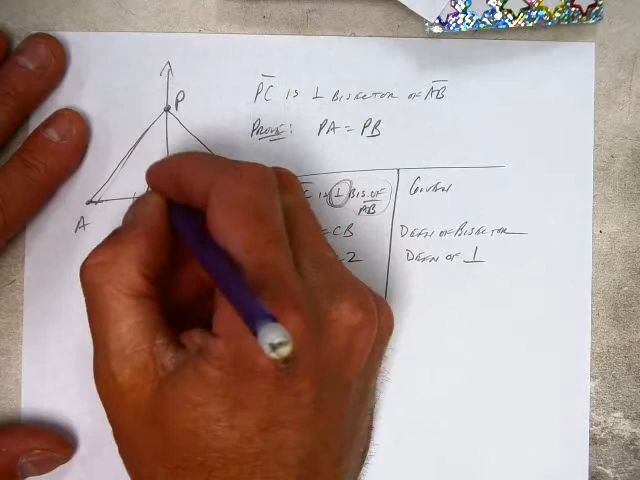 P
PC IS ⊥ BISECTOR OF AB
PROVE: PA = PB
A
C IS ⊥ BIS. OF AB
GIVEN
= CB
DEFN OF BISECTOR
2
DEFN OF ⊥